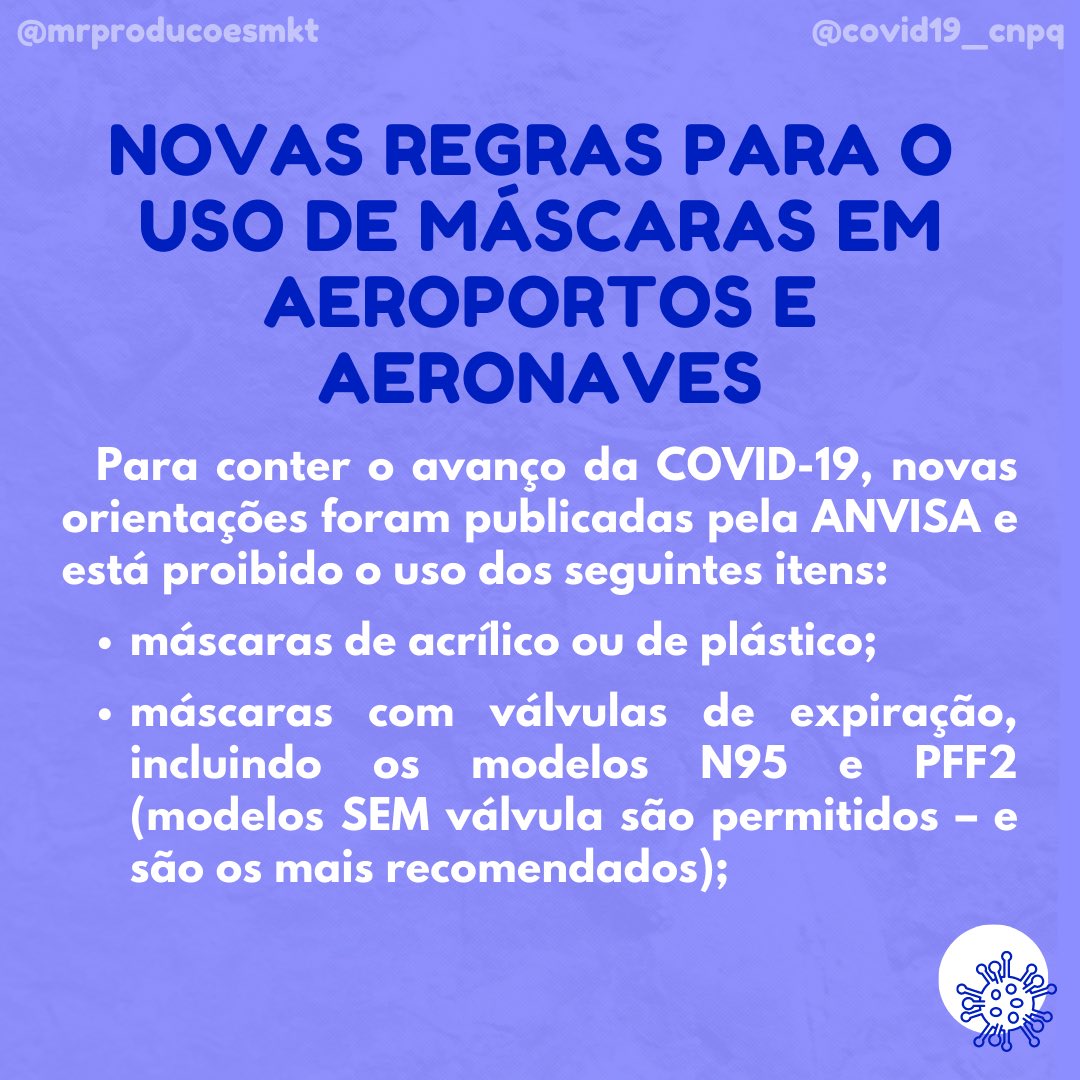 @mrproducoesmkt
@covid19_cnpq
NOVAS REGRAS PARA O
USO DE MÁSCARAS EM
AEROPORTOS E
AERONAVES
Para conter o avanço da COVID-19, novas
orientações foram publicadas pela ANVISA e
está proibido o uso dos seguintes itens:
• máscaras de acrílico ou de plástico;
• máscaras com válvulas de expiração,
incluindo os modelos N95 e PFF2
(modelos SEM válvula são permitidos – e
são os mais recomendados);